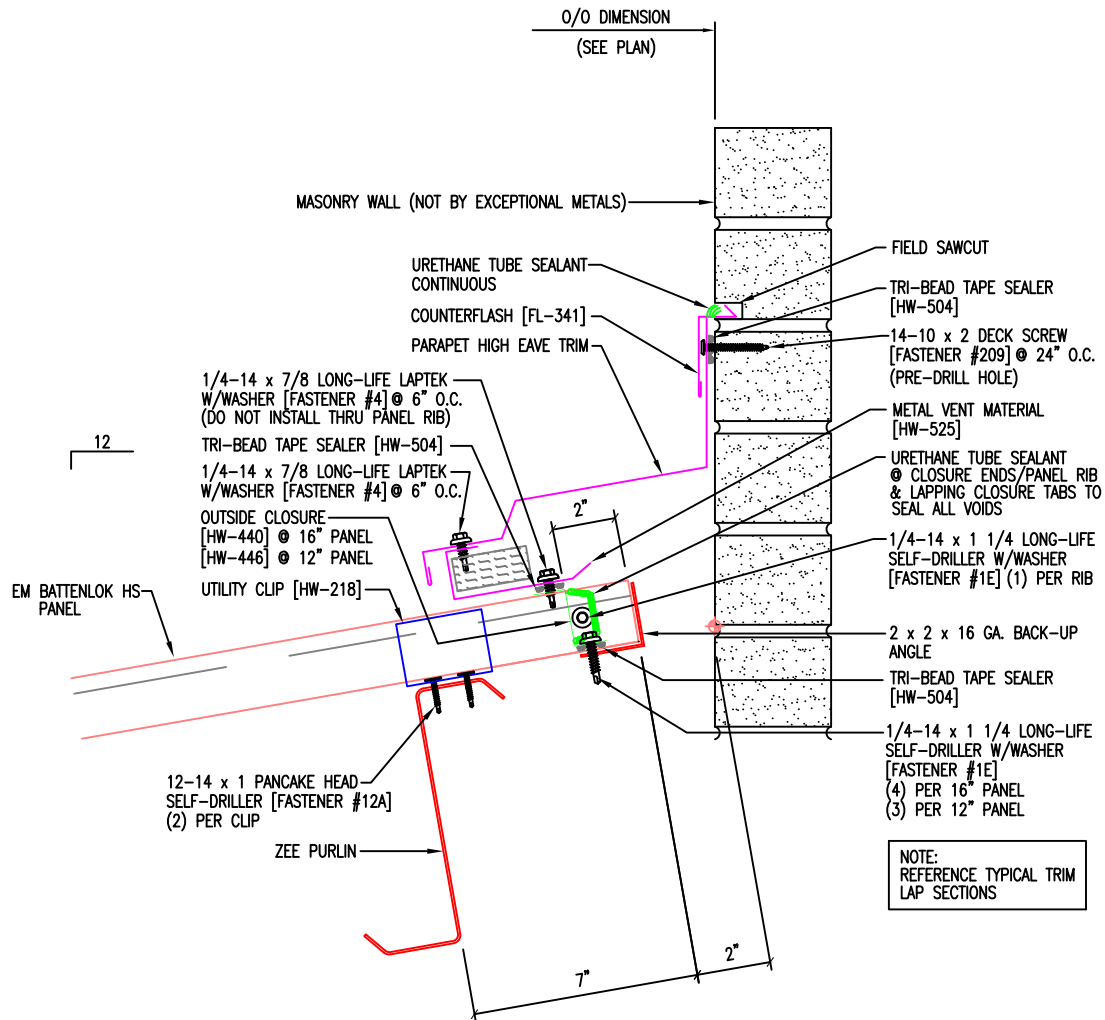 O/O DIMENSION
(SEE PLAN)
MASONRY WALL (NOT BY EXCEPTIONAL METALS)
URETHANE TUBE SEALANT
CONTINUOUS
COUNTERFLASH [FL-341]
PARAPET HIGH EAVE TRIM
1/4-14 x 7/8 LONG-LIFE LAPTEK
W/WASHER [FASTENER #4] @ 6" O.C.
(DO NOT INSTALL THRU PANEL RIB)
TRI-BEAD TAPE SEALER [HW-504]
1/4-14 x 7/8 LONG-LIFE LAPTEK
W/WASHER [FASTENER #4] @ 6" O.C.
OUTSIDE CLOSURE
[HW-440] @ 16" PANEL
[HW-446] @ 12" PANEL
UTILITY CLIP [HW-218]
12
EM BATTENLOK HS
PANEL
12-14 x 1 PANCAKE HEAD
SELF-DRILLER [FASTENER #12A]
(2) PER CLIP
ZEE PURLIN
2"
7"
2"
FIELD SAWCUT
TRI-BEAD TAPE SEALER
[HW-504]
14-10 x 2 DECK SCREW
[FASTENER #209] @ 24" O.C.
(PRE-DRILL HOLE)
METAL VENT MATERIAL
[HW-525]
URETHANE TUBE SEALANT
@ CLOSURE ENDS/PANEL RIB
& LAPPING CLOSURE TABS TO
SEAL ALL VOIDS
1/4-14 x 1 1/4 LONG-LIFE
SELF-DRILLER W/WASHER
[FASTENER #1E] (1) PER RIB
2 x 2 x 16 GA. BACK-UP
ANGLE
TRI-BEAD TAPE SEALER
[HW-504]
1/4-14 x 1 1/4 LONG-LIFE
SELF-DRILLER W/WASHER
[FASTENER #1E]
(4) PER 16" PANEL
(3) PER 12" PANEL
NOTE:
REFERENCE TYPICAL TRIM
LAP SECTIONS